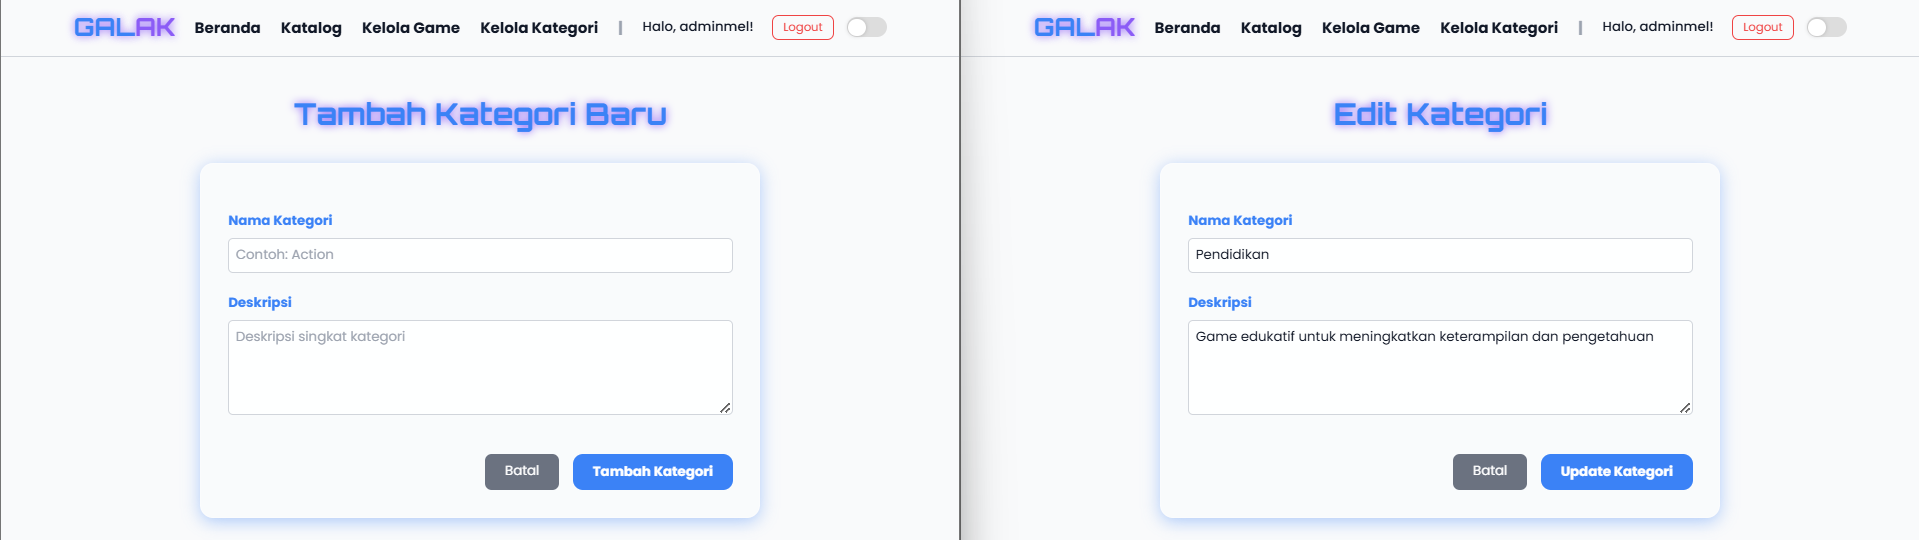 GALAK Beranda Katalog Kelola Game Kelola Kategori | Halo, adminmel! Logout
Tambah Kategori Baru
Nama Kategori
Contoh: Action
Deskripsi
Deskripsi singkat kategori
Batal Tambah Kategori
GALAK Beranda Katalog Kelola Game Kelola Kategori | Halo, adminmel! Logout
Edit Kategori
Nama Kategori
Pendidikan
Deskripsi
Game edukatif untuk meningkatkan keterampilan dan pengetahuan
Batal Update Kategori